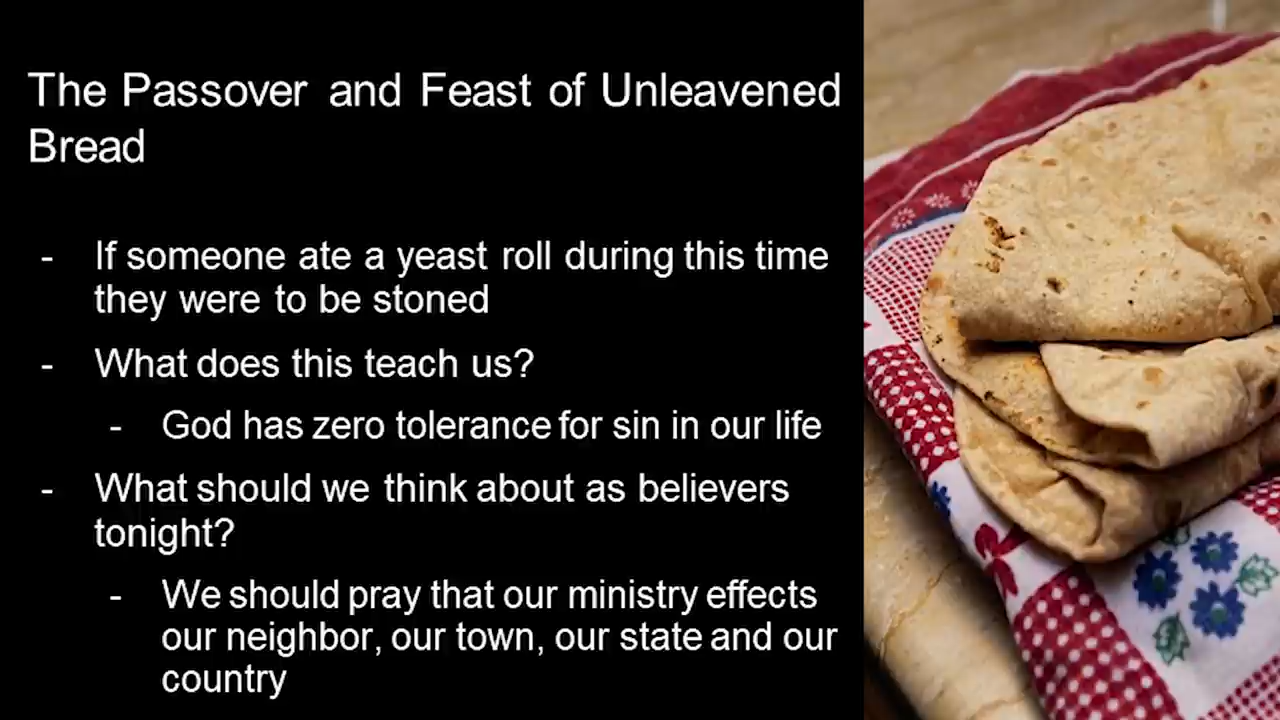 The Passover and Feast of Unleavened
Bread
- If someone ate a yeast roll during this time
they were to be stoned
- What does this teach us?
- God has zero tolerance for sin in our life
- What should we think about as believers
tonight?
- We should pray that our ministry effects
our neighbor, our town, our state and our
country